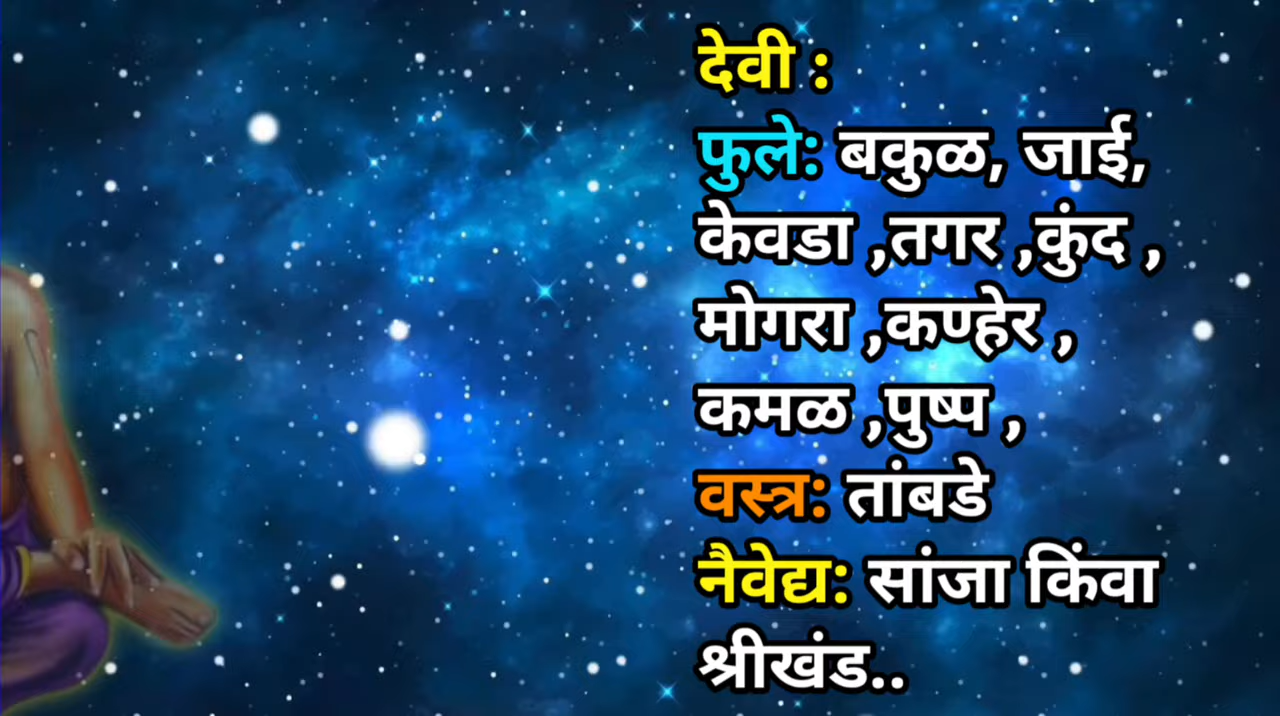 देवी :
फुले: बकुळ, जाई,
केवडा ,तगर ,कुंद ,
मोगरा ,कण्हेर ,
कमळ ,पुष्प ,
वस्त्र: तांबडे
नैवेद्य: सांजा किंवा
श्रीखंड..